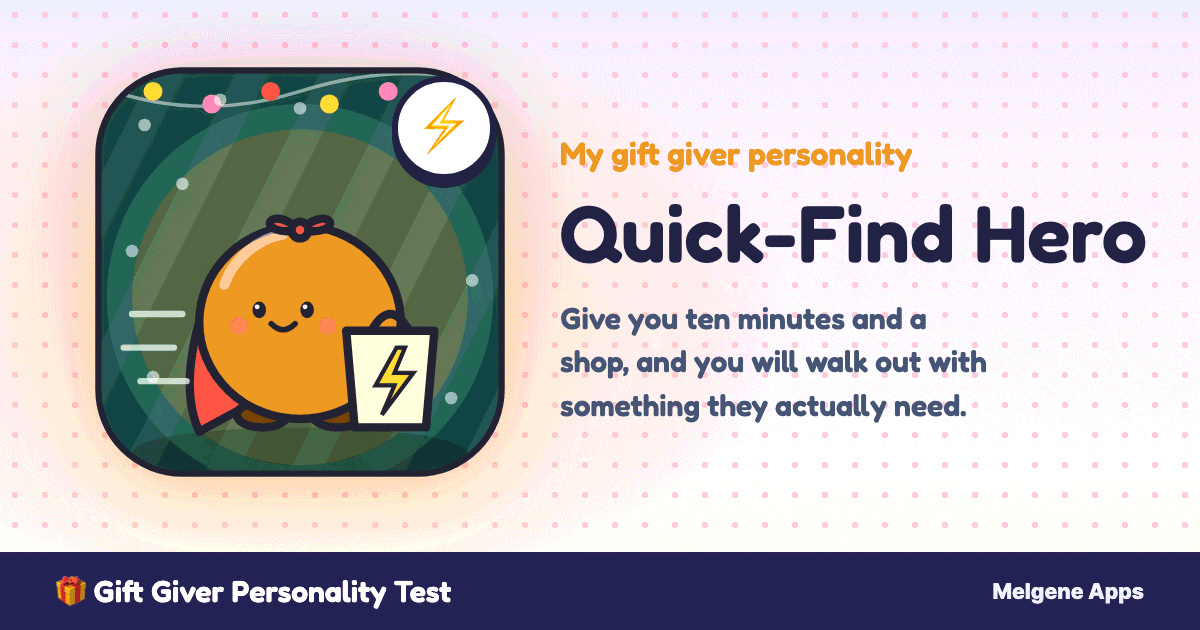 My gift giver personality
Quick-Find Hero
Give you ten minutes and a
shop, and you will walk out with
something they actually need.
Gift Giver Personality Test
Melgene Apps